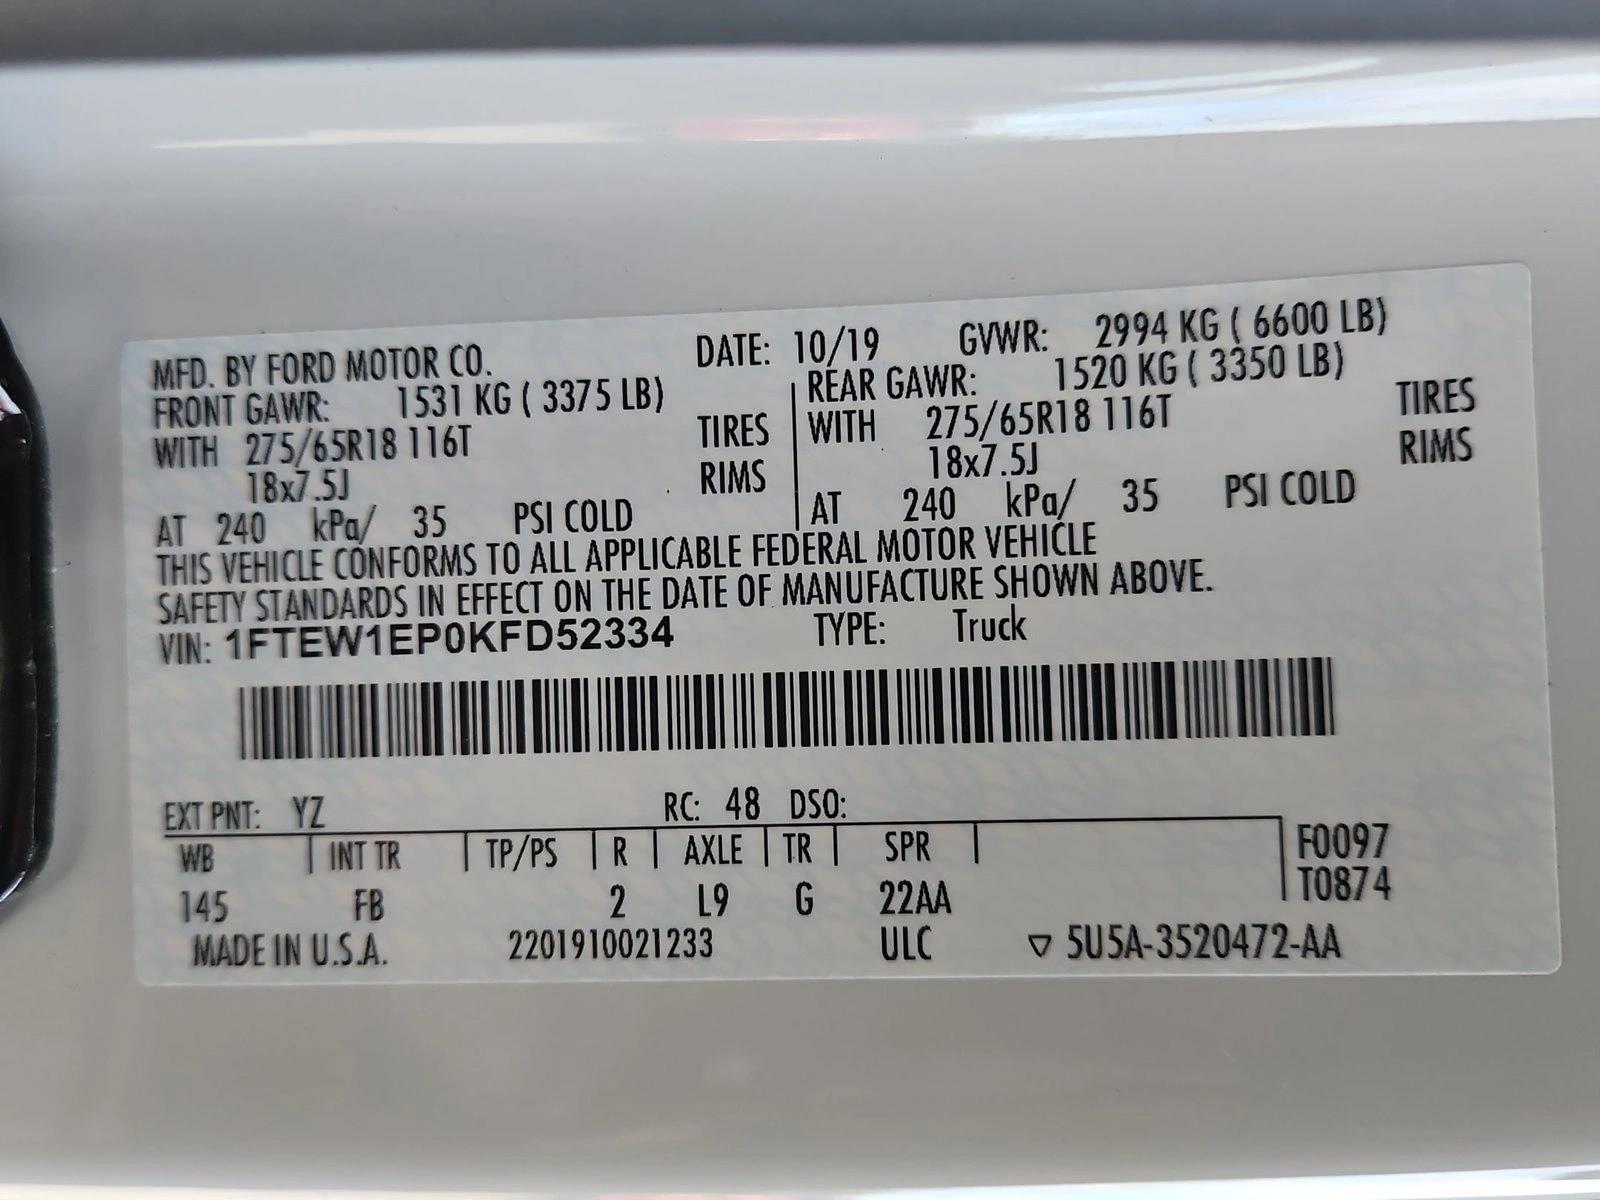 MFD. BY FORD MOTOR CO. DATE: 10/19 GVWR: 2994 KG ( 6600 LB)
FRONT GAWR: 1531 KG ( 3375 LB) REAR GAWR: 1520 KG ( 3350 LB)
WITH 275/65R18 116T TIRES WITH 275/65R18 116T TIRES
18x7.5J RIMS 18x7.5J RIMS
AT 240 kPa/ 35 PSI COLD AT 240 kPa/ 35 PSI COLD
THIS VEHICLE CONFORMS TO ALL APPLICABLE FEDERAL MOTOR VEHICLE
SAFETY STANDARDS IN EFFECT ON THE DATE OF MANUFACTURE SHOWN ABOVE.
VIN: 1FTEW1EP0KFD52334 TYPE: Truck
EXT PNT: YZ RC: 48 DSO:
WB INT TR TP/PS R AXLE TR SPR F0097
145 FB 2 L9 G 22AA T0874
MADE IN U.S.A. 2201910021233 ULC ▽ 5U5A-3520472-AA